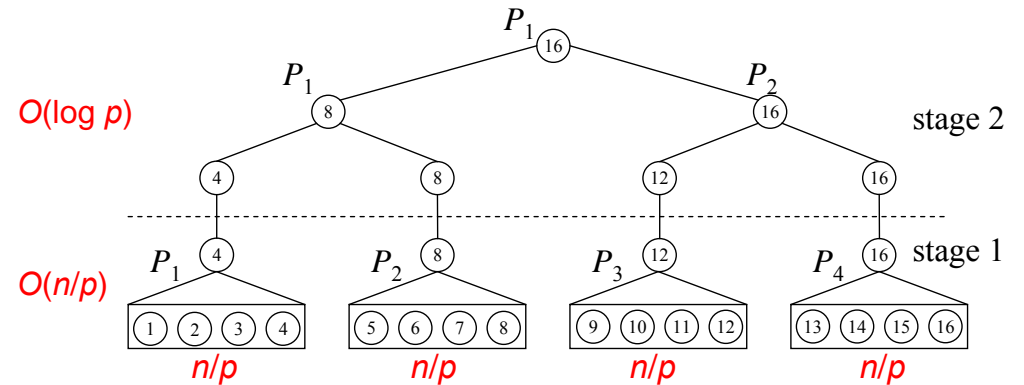 P1
16
P1
P2
O(log p)
8
16
stage 2
4
8
12
16
P1
4
P2
8
P3
12
P4
16
stage 1
O(n/p)
1 2 3 4
5 6 7 8
9 10 11 12
13 14 15 16
n/p
n/p
n/p
n/p